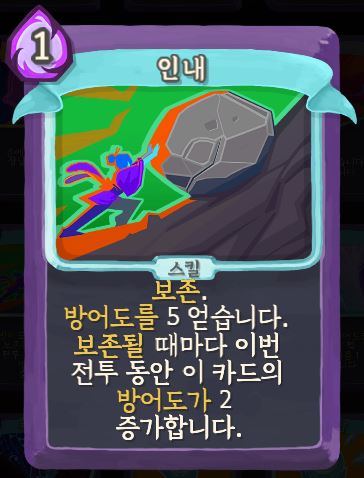 1
인내
스킬
보존.
방어도를 5 얻습니다.
보존될 때마다 이번
전투 동안 이 카드의
방어도가 2
증가합니다.